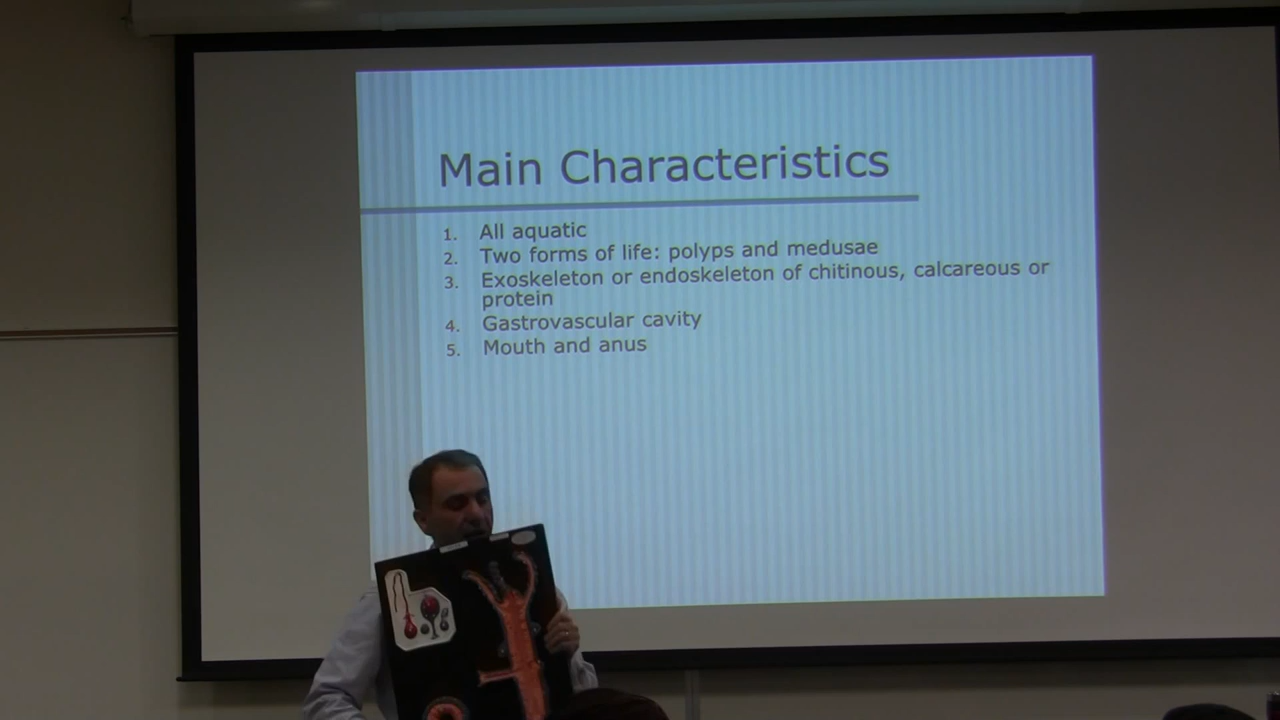 Main Characteristics
1. All aquatic
2. Two forms of life: polyps and medusae
3. Exoskeleton or endoskeleton of chitinous, calcareous or
protein
4. Gastrovascular cavity
5. Mouth and anus